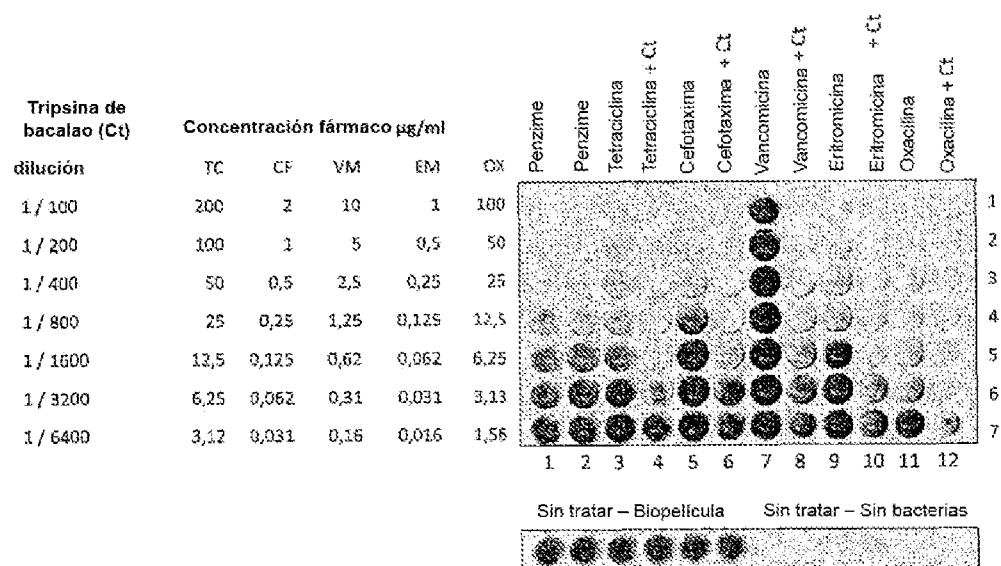 Penzime
Penzime
Tetraciclina
Tetraciclina + Ct
Cefotaxima
Cefotaxima + Ct
Vancomicina
Vancomicina + Ct
Eritromicina
Eritromicina + Ct
Oxacilina
Oxacilina + Ct
Tripsina de
bacalao (Ct)
Concentración fármaco µg/ml
dilución TC CF VM EM OX
1 / 100 200 2 10 1 100 1
1 / 200 100 1 5 0,5 50 2
1 / 400 50 0,5 2,5 0,25 25 3
1 / 800 25 0,25 1,25 0,125 12,5 4
1 / 1600 12,5 0,125 0,62 0,062 6,25 5
1 / 3200 6,25 0,062 0,31 0,031 3,13 6
1 / 6400 3,12 0,031 0,16 0,016 1,56 7
1 2 3 4 5 6 7 8 9 10 11 12
Sin tratar – Biopelícula Sin tratar – Sin bacterias